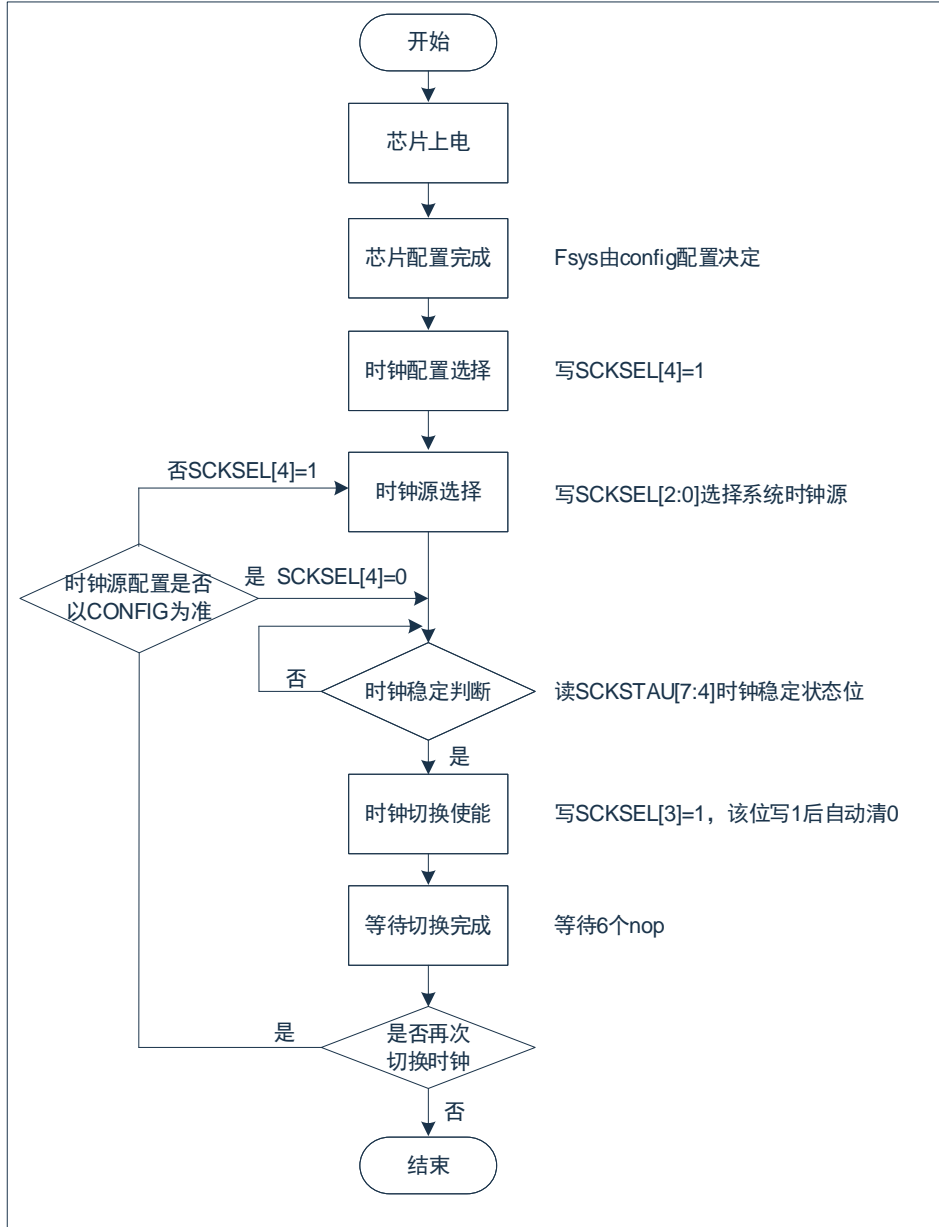 开始
芯片上电
芯片配置完成
Fsys由config配置决定
时钟配置选择
写SCKSEL[4]=1
否SCKSEL[4]=1
时钟源选择
写SCKSEL[2:0]选择系统时钟源
时钟源配置是否
以CONFIG为准
是 SCKSEL[4]=0
否
时钟稳定判断
读SCKSTAU[7:4]时钟稳定状态位
是
时钟切换使能
写SCKSEL[3]=1，该位写1后自动清0
等待切换完成
等待6个nop
是
是否再次
切换时钟
否
结束